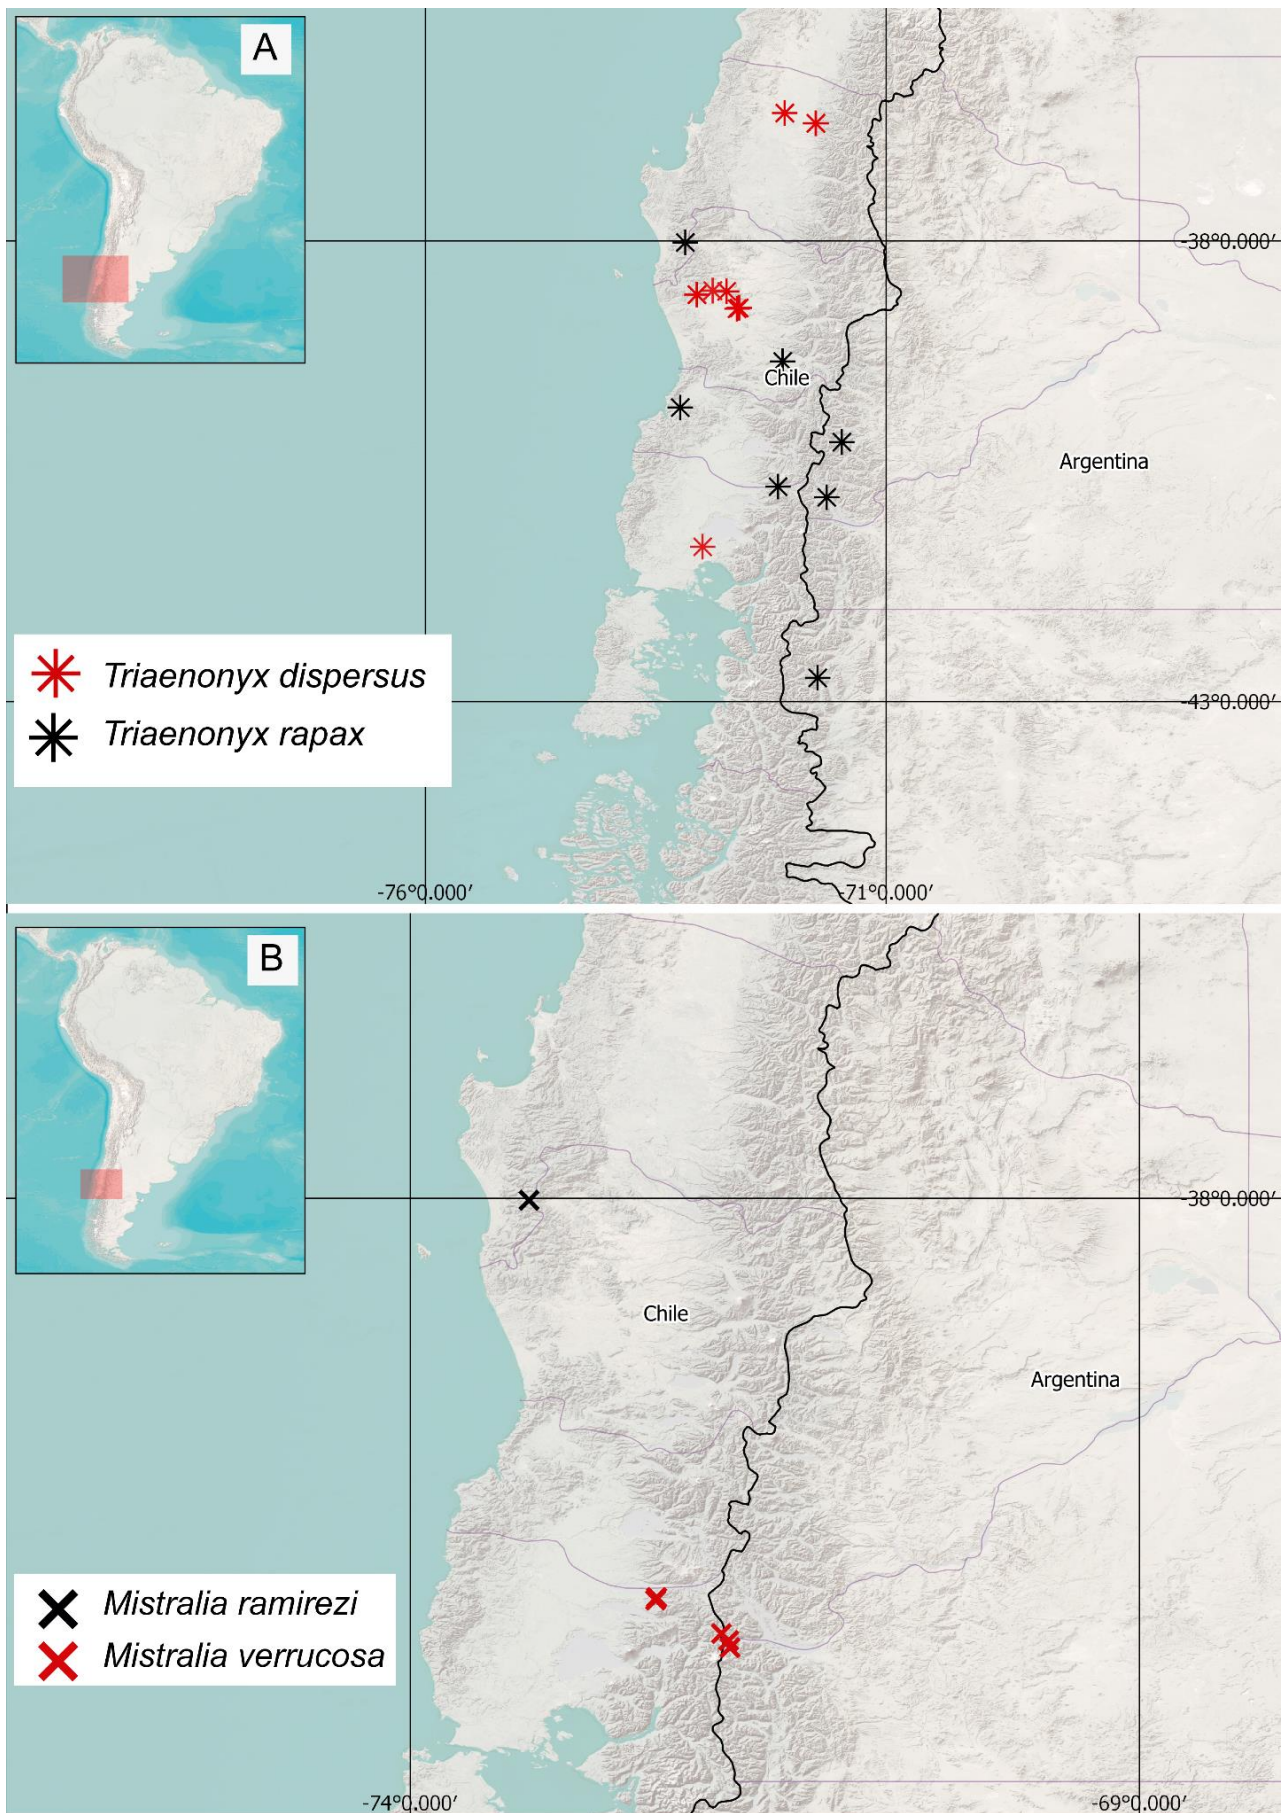 A
-38°0.000′
Chile
Argentina
Triaenonyx dispersus
Triaenonyx rapax
-43°0.000′
-76°0.000′
-71°0.000′
B
-38°0.000′
Chile
Argentina
Mistralia ramirezi
Mistralia verrucosa
-74°0.000′
-69°0.000′